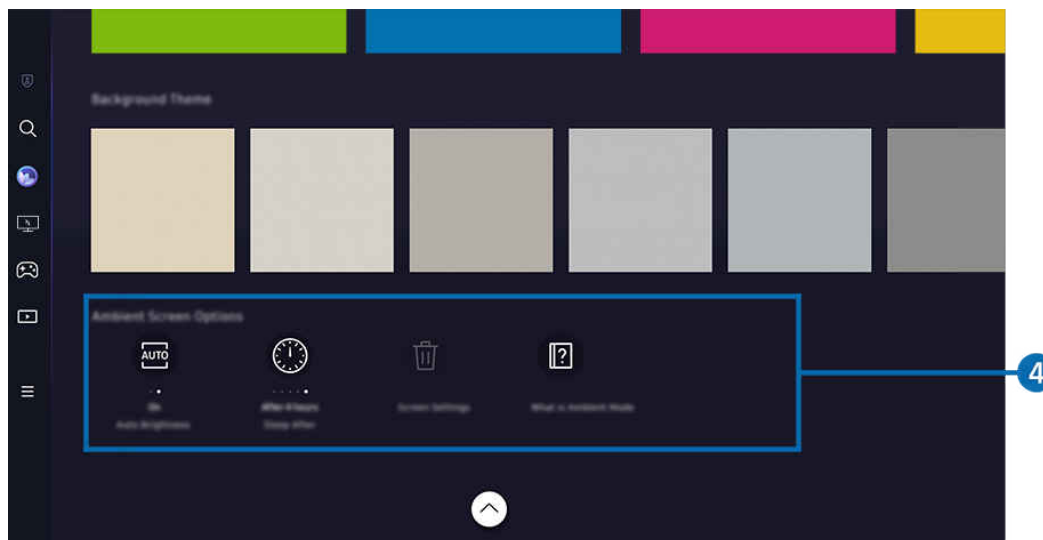 Background Theme
Ambient Screen Options
AUTO
?
4
On
After 4 hours
Screen Settings
What is Ambient Mode
Auto Brightness
Sleep After